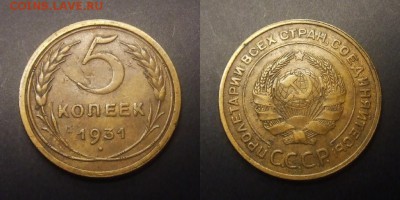 COINS.LAVE.RU
5
КОПЕЕК
1931
ПРОЛЕТАРИИ ВСЕХ СТРАН, СОЕДИНЯЙТЕСЬ!
СССР